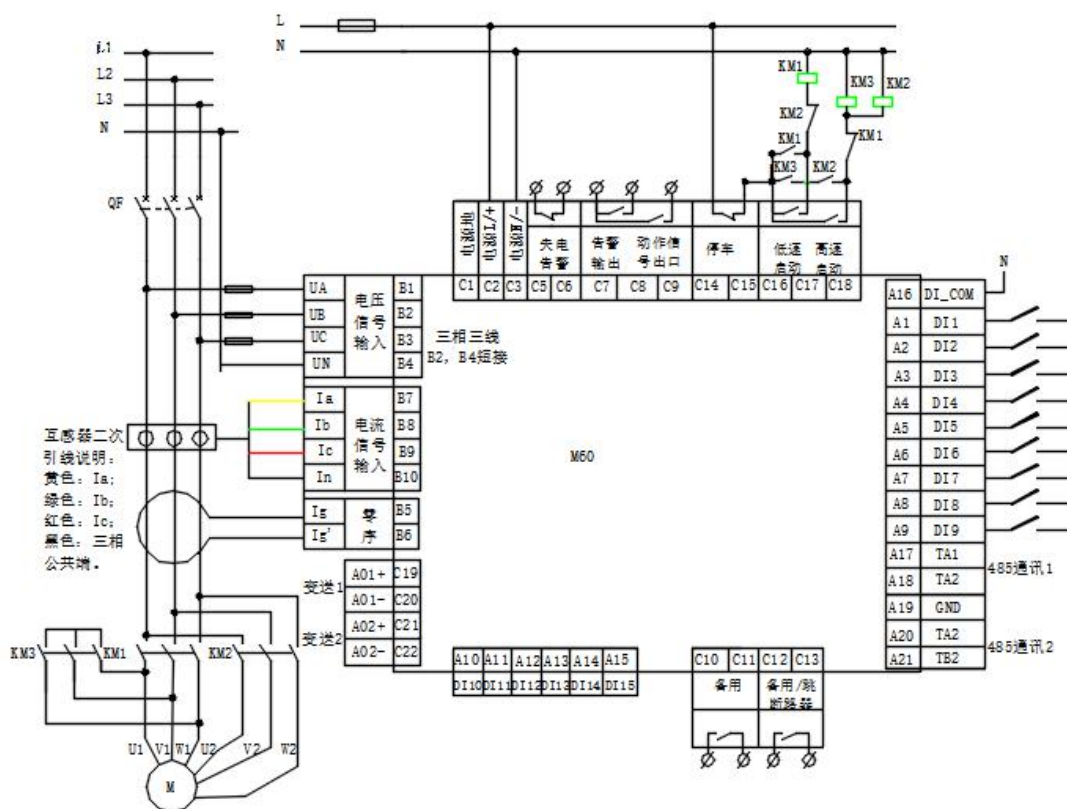 L
N
L1
L2
L3
N
QF
KM1
KM3
KM2
KM2
KM1
KM1
KM3
KM2
电源地
电源L/+
电源N/-
失电
告警
告警
输出
动作信
号出口
停车
低速
启动
高速
启动
C1
C2
C3
C5
C6
C7
C8
C9
C14
C15
C16
C17
C18
UA
UB
UC
UN
电压
信号
输入
B1
B2
B3
B4
三相三线
B2，B4短接
Ia
Ib
Ic
In
电流
信号
输入
B7
B8
B9
B10
互感器二次
引线说明：
黄色：Ia;
绿色：Ib;
红色：Ic;
黑色：三相
公共端。
Ig
Ig'
零
序
B5
B6
变送1
A01+
C19
A01-
C20
变送2
A02+
C21
A02-
C22
M60
N
A16
DI_COM
A1
DI1
A2
DI2
A3
DI3
A4
DI4
A5
DI5
A6
DI6
A7
DI7
A8
DI8
A9
DI9
A17
TA1
A18
TA2
485通讯1
A19
GND
A20
TA2
A21
TB2
485通讯2
A10
A11
A12
A13
A14
A15
DI10
DI11
DI12
DI13
DI14
DI15
C10
C11
C12
C13
备用
备用/跳
断路器
KM3
KM1
KM2
U1
V1
W1
U2
V2
W2
M